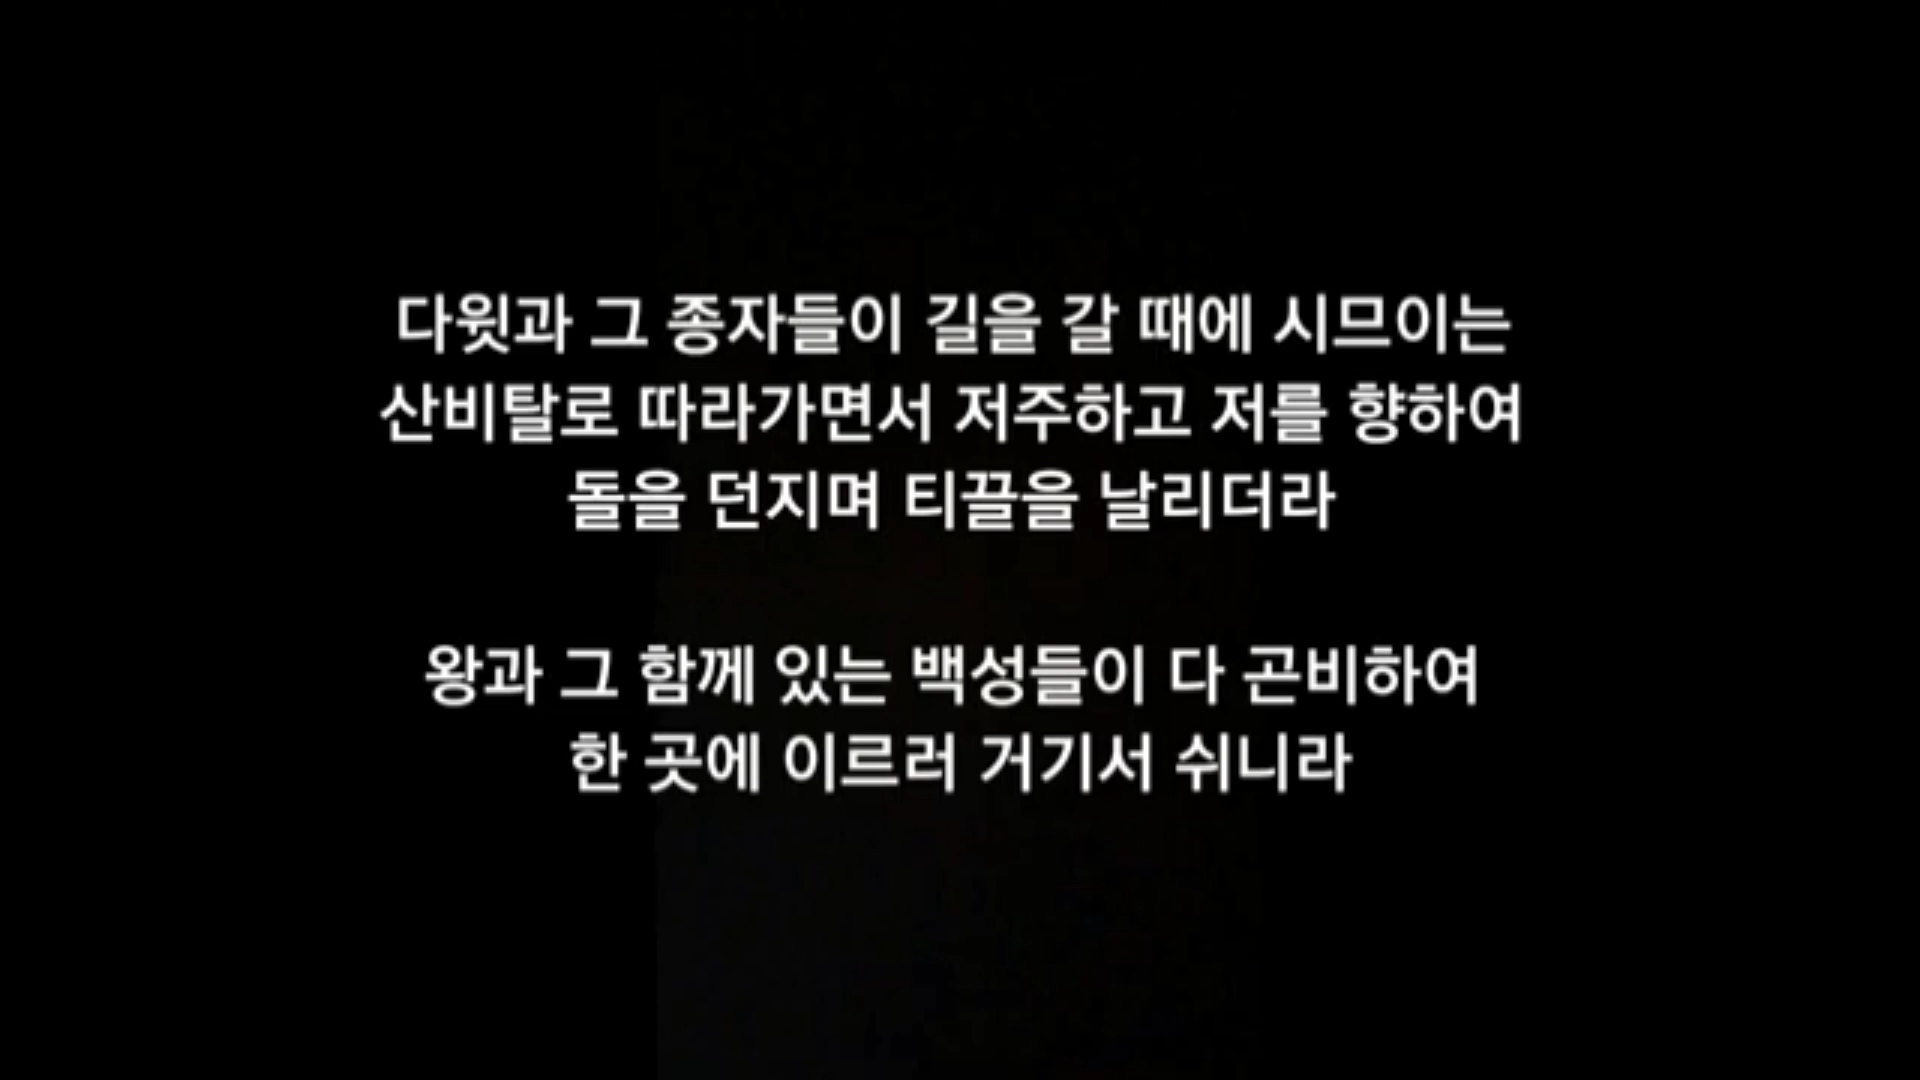 다윗과 그 종자들이 길을 갈 때에 시므이는
산비탈로 따라가면서 저주하고 저를 향하여
돌을 던지며 티끌을 날리더라
왕과 그 함께 있는 백성들이 다 곤비하여
한 곳에 이르러 거기서 쉬니라